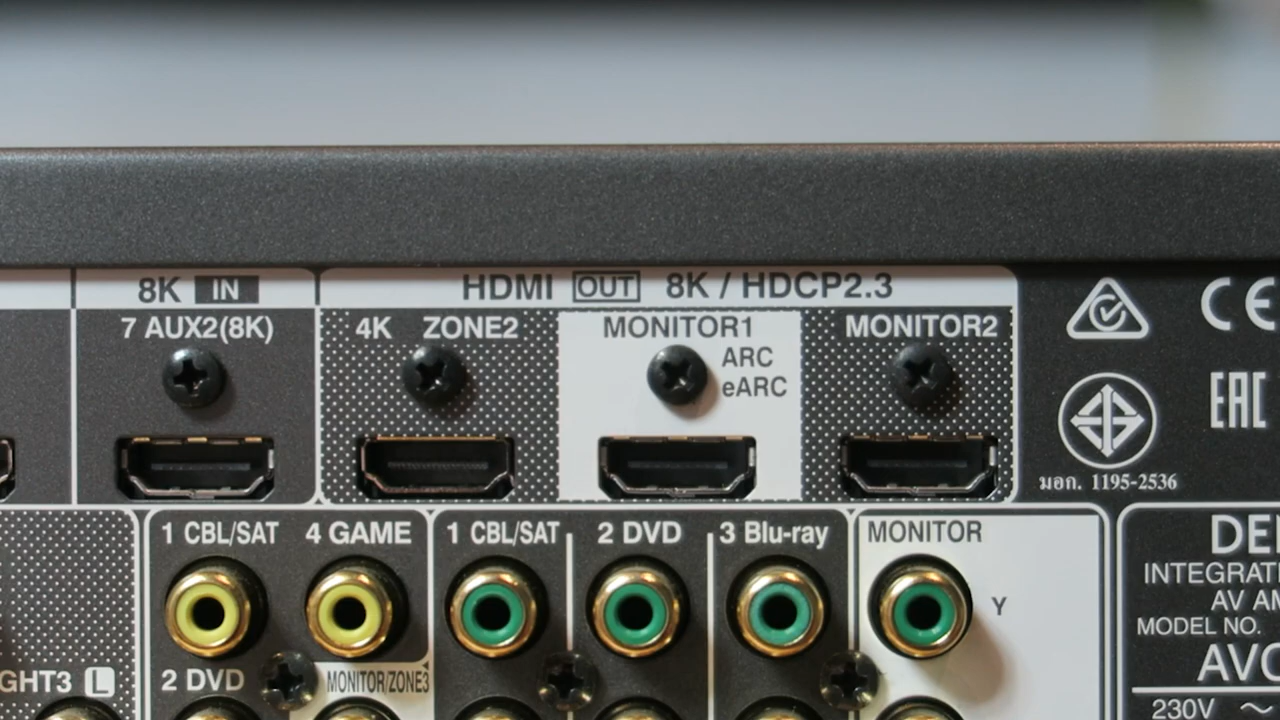 8K IN
HDMI OUT 8K / HDCP2.3
7 AUX2(8K)
4K ZONE2
MONITOR1
ARC
eARC
MONITOR2
CE
EAC
มอก. 1195-2536
1 CBL/SAT
4 GAME
1 CBL/SAT
2 DVD
3 Blu-ray
MONITOR
Y
GHT3 L
2 DVD
MONITOR/ZONE3
DE
INTEGRAT
AV AM
MODEL NO.
AVC
230V ~